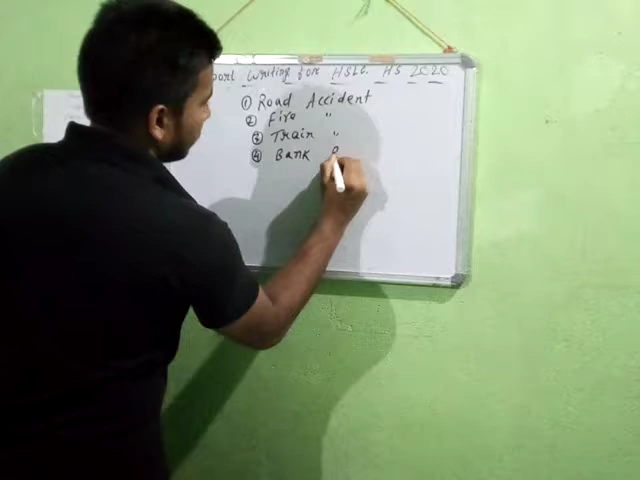 port Writing for HSLC. HS 2020
① Road Accident
② Fire "
③ Train "
④ Bank R